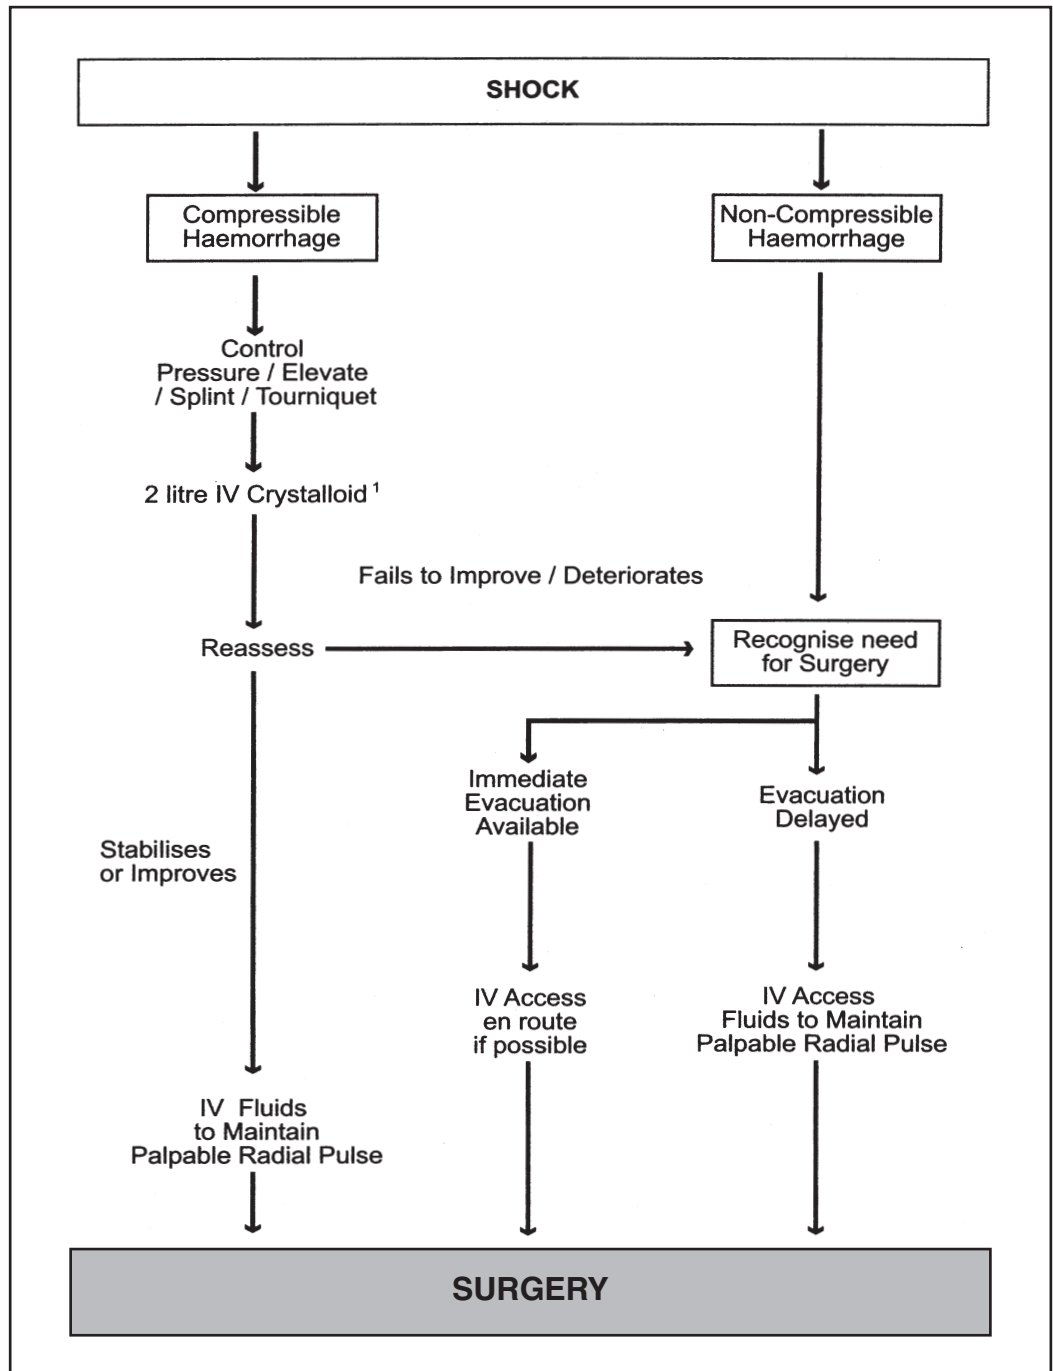 SHOCK
Compressible
Haemorrhage
Non-Compressible
Haemorrhage
Control
Pressure / Elevate
/ Splint / Tourniquet
2 litre IV Crystalloid ¹
Fails to Improve / Deteriorates
Reassess
Recognise need
for Surgery
Immediate
Evacuation
Available
Evacuation
Delayed
Stabilises
or Improves
IV Access
en route
if possible
IV Access
Fluids to Maintain
Palpable Radial Pulse
IV Fluids
to Maintain
Palpable Radial Pulse
SURGERY